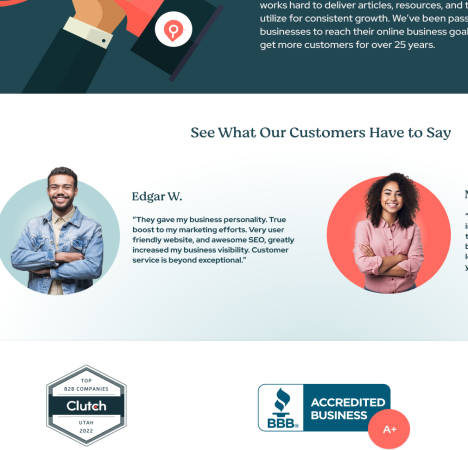 works hard to deliver articles, resources, and
utilize for consistent growth. We've been
businesses to reach their online business
get more customers for over 25 years.
See What Our Customers Have to Say
Edgar W.
“They gave my business personality. True
boost to my marketing efforts. Very user
friendly website, and awesome SEO, greatly
increased my business visibility. Customer
service is beyond exceptional.”
TOP
B2B COMPANIES
Clutch
UTAH
2022
BBB®
ACCREDITED
BUSINESS
A+